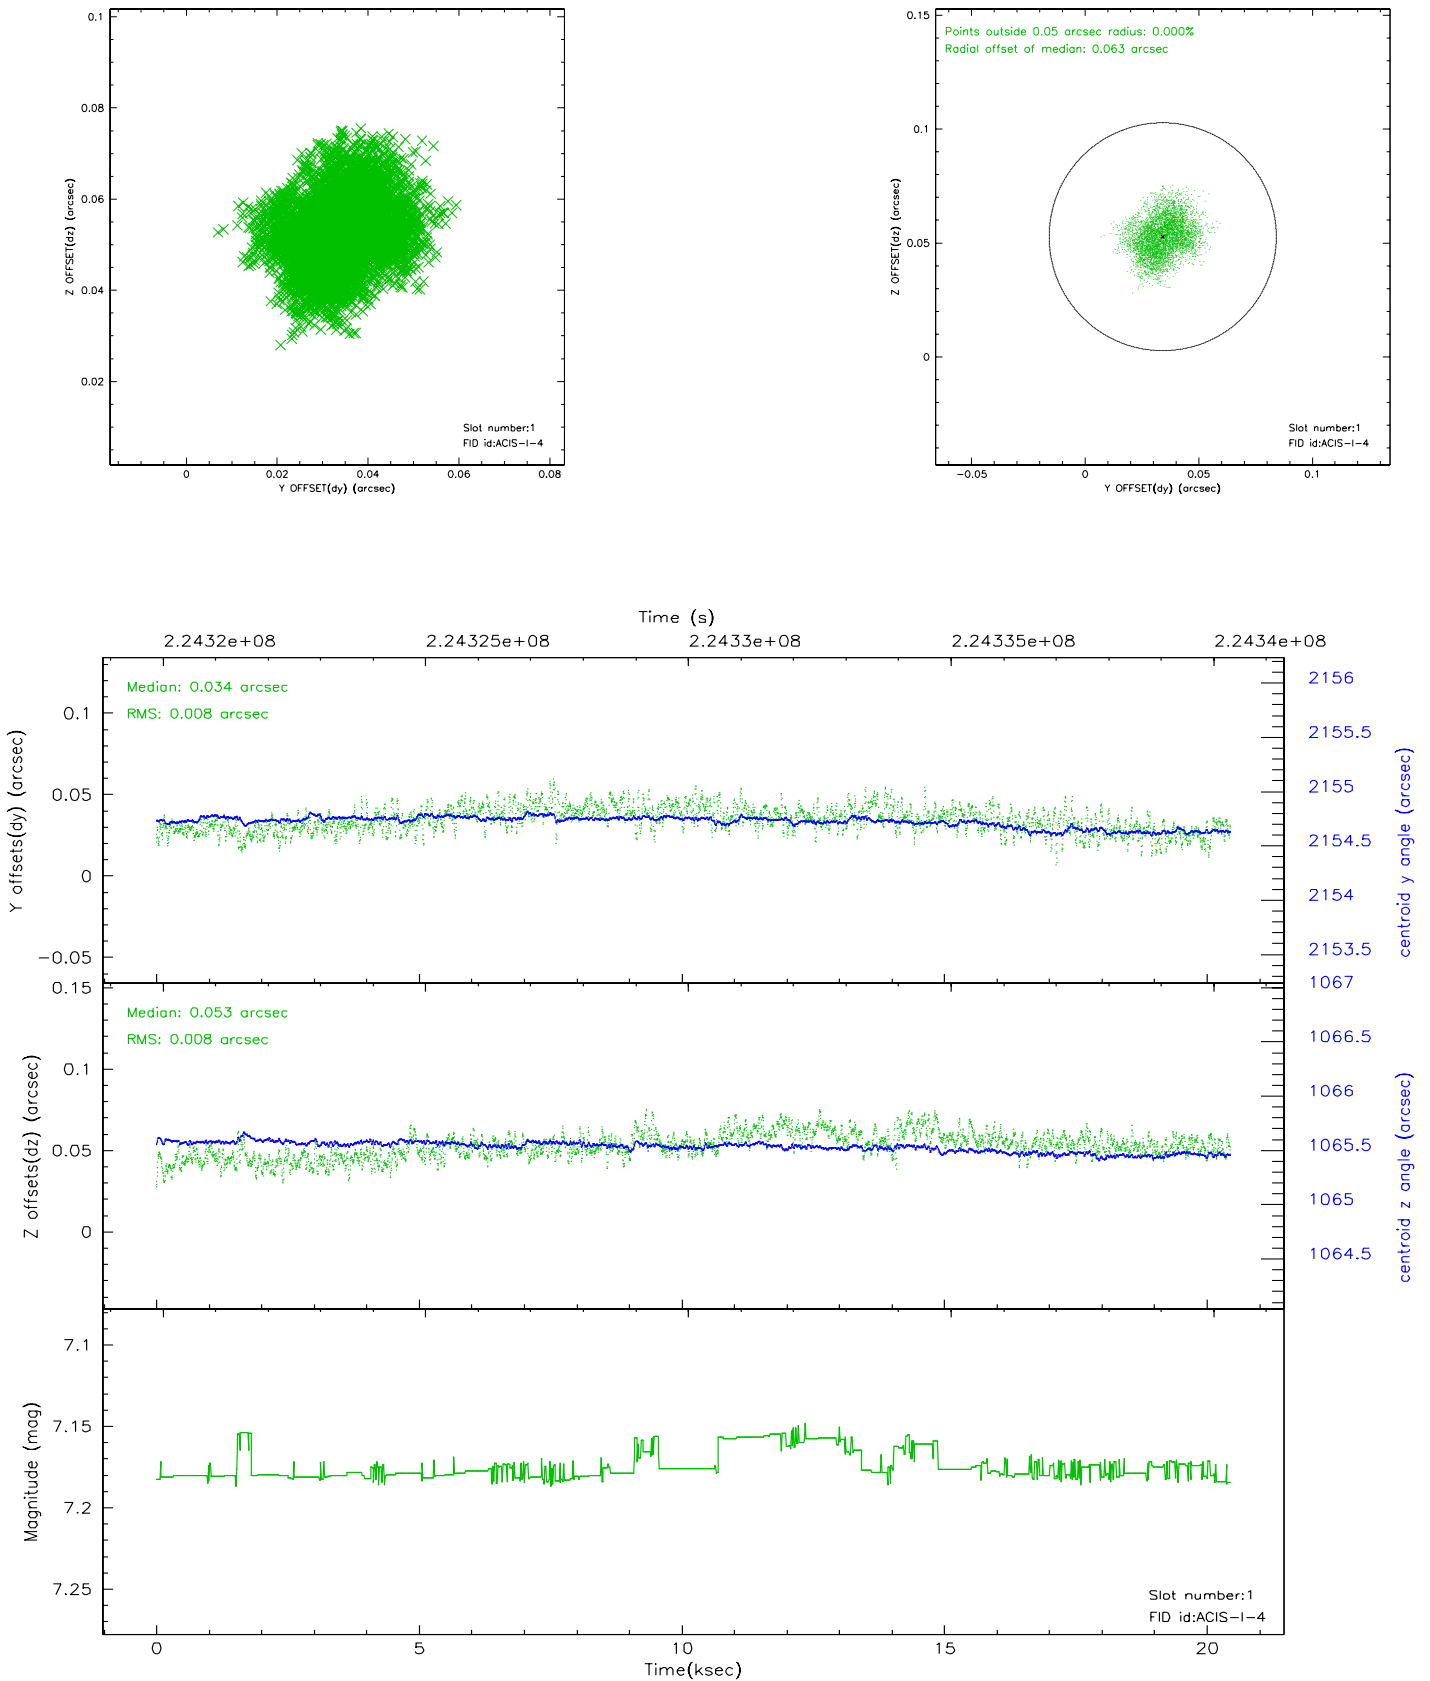 0.1
0.08
0.06
0.04
0.02
Z OFFSET(dz) (arcsec)
Slot number:1
FID id:ACIS-I-4
0 0.02 0.04 0.06 0.08
Y OFFSET(dy) (arcsec)
Points outside 0.05 arcsec radius: 0.000%
Radial offset of median: 0.063 arcsec
0.15
0.1
0.05
0
Z OFFSET(dz) (arcsec)
Slot number:1
FID id:ACIS-I-4
-0.05 0 0.05 0.1
Y OFFSET(dy) (arcsec)
Time (s)
2.2432e+08 2.24325e+08 2.2433e+08 2.24335e+08 2.2434e+08
Median: 0.034 arcsec
RMS: 0.008 arcsec
0.1
0.05
0
-0.05
Y offsets(dy) (arcsec)
2156
2155.5
2155
2154.5
2154
2153.5
centroid y angle (arcsec)
Median: 0.053 arcsec
RMS: 0.008 arcsec
0.15
0.1
0.05
0
Z offsets(dz) (arcsec)
1067
1066.5
1066
1065.5
1065
1064.5
centroid z angle (arcsec)
7.1
7.15
7.2
7.25
Magnitude (mag)
Slot number:1
FID id:ACIS-I-4
0 5 10 15 20
Time(ksec)